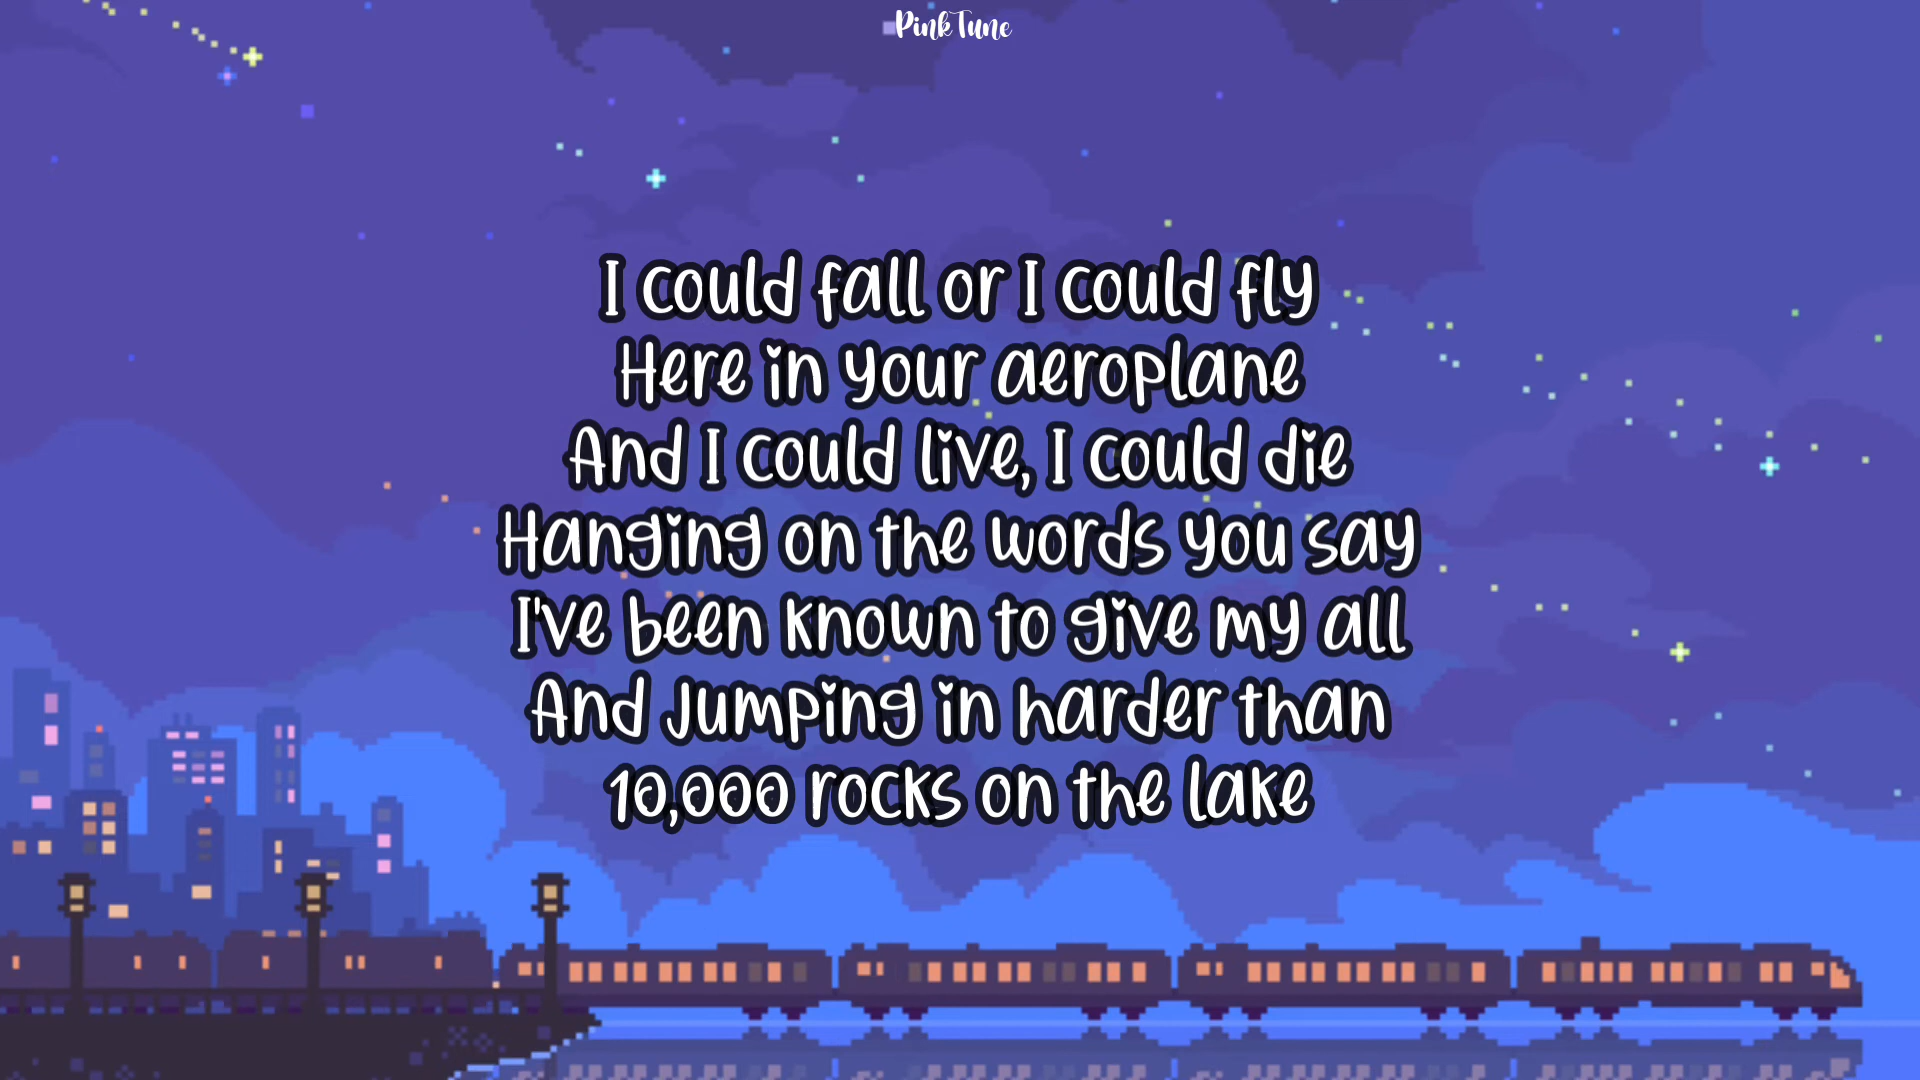 PinkTune
I could fall or I could fly
Here in your aeroplane
And I could live, I could die
Hanging on the words you say
I've been known to give my all
And jumping in harder than
10,000 rocks on the lake